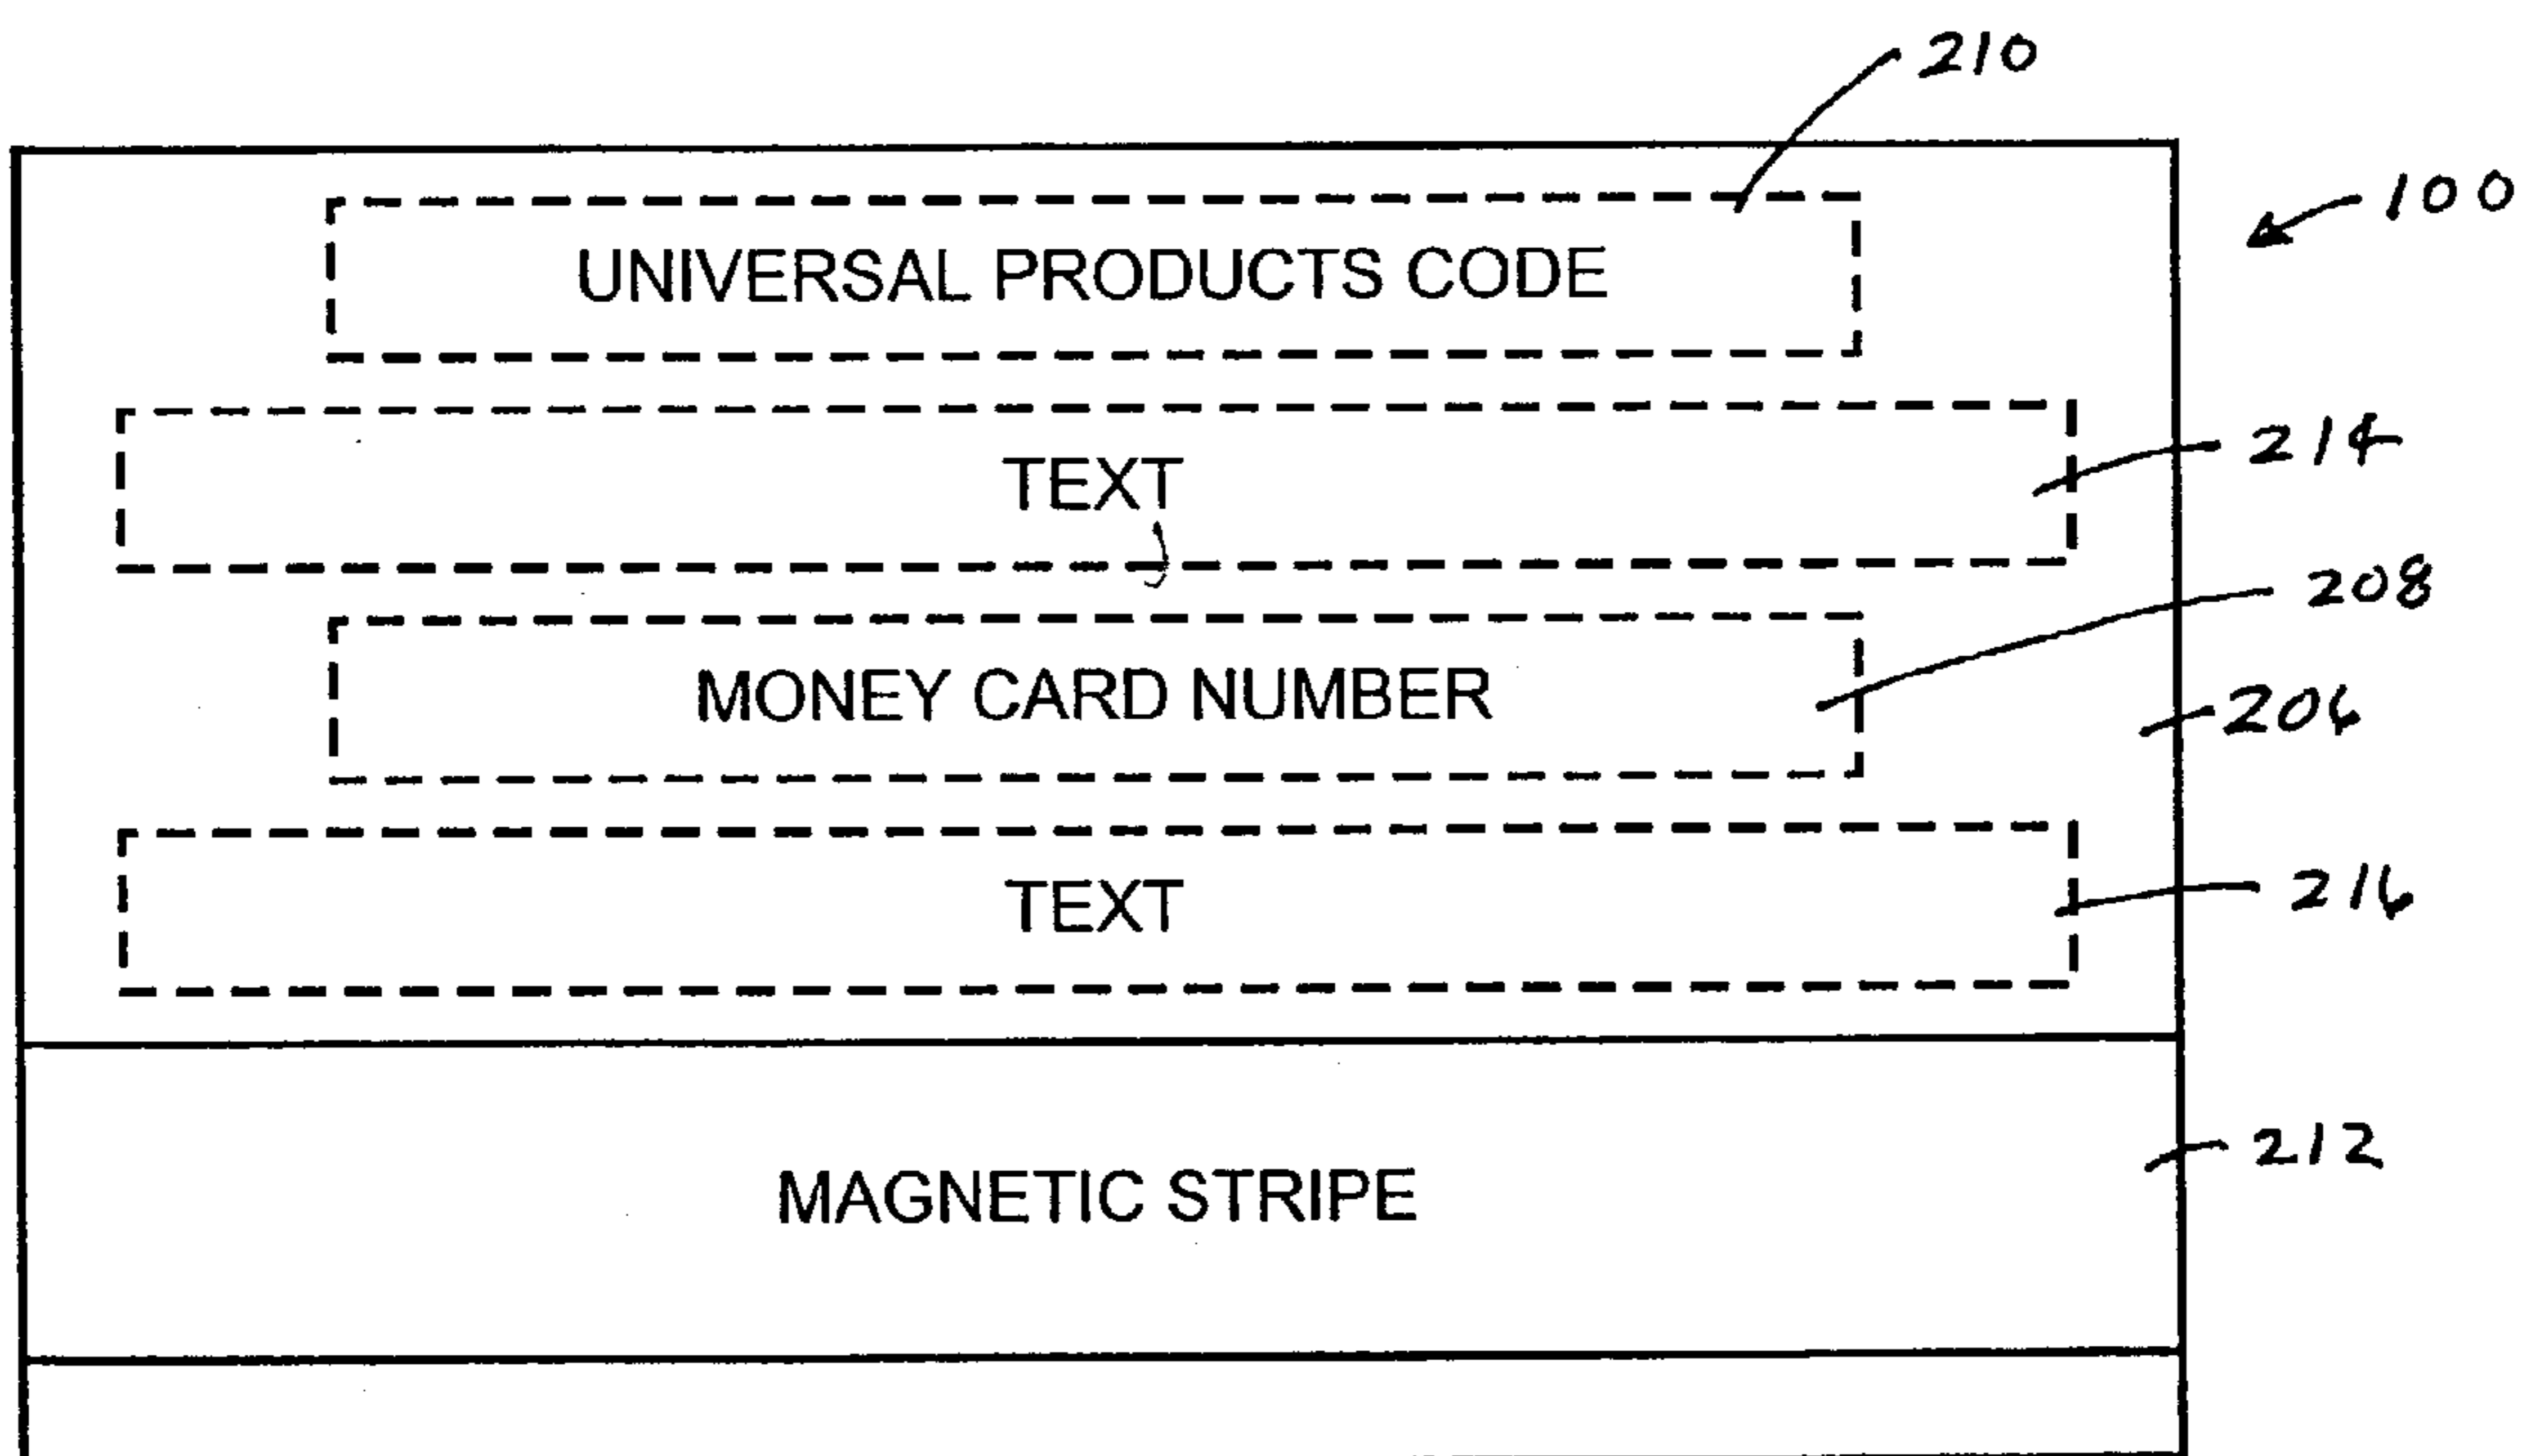 210
100
UNIVERSAL PRODUCTS CODE
TEXT
214
208
MONEY CARD NUMBER
206
TEXT
216
MAGNETIC STRIPE
212